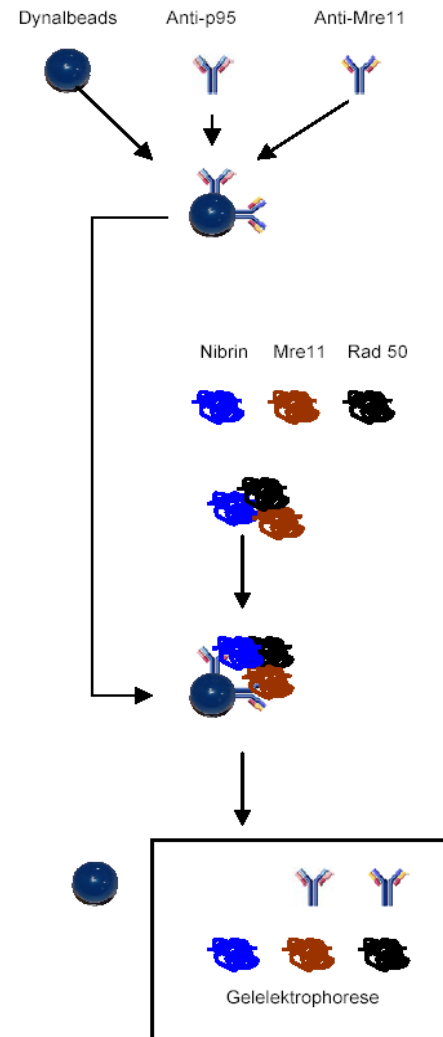 Dynalbeads Anti-p95 Anti-Mre11
Nibrin Mre11 Rad 50
Gelelektrophorese